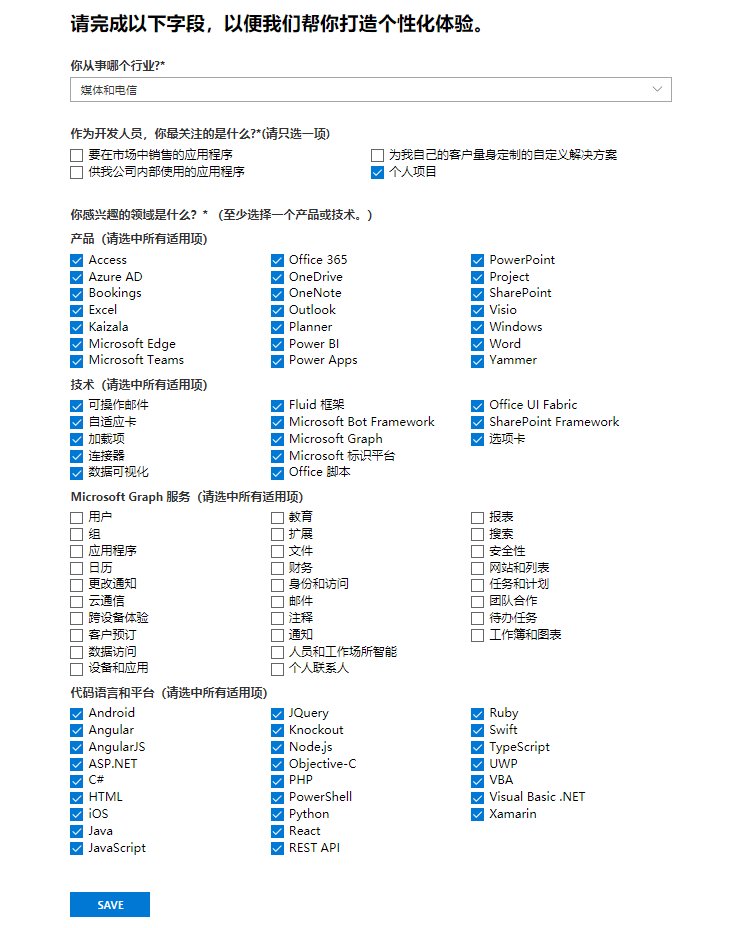 请完成以下字段，以便我们帮你打造个性化体验。
你从事哪个行业?*
媒体和电信
作为开发人员，你最关注的是什么?*(请只选一项)
要在市场中销售的应用程序 为我自己的客户量身定制的自定义解决方案
供我公司内部使用的应用程序 个人项目
你感兴趣的领域是什么？* （至少选择一个产品或技术。）
产品（请选中所有适用项)
Access Office 365 PowerPoint
Azure AD OneDrive Project
Bookings OneNote SharePoint
Excel Outlook Visio
Kaizala Planner Windows
Microsoft Edge Power BI Word
Microsoft Teams Power Apps Yammer
技术（请选中所有适用项)
可操作邮件 Fluid 框架 Office UI Fabric
自适应卡 Microsoft Bot Framework SharePoint Framework
加载项 Microsoft Graph 选项卡
连接器 Microsoft 标识平台
数据可视化 Office 脚本
Microsoft Graph 服务（请选中所有适用项)
用户 教育 报表
组 扩展 搜索
应用程序 文件 安全性
日历 财务 网站和列表
更改通知 身份和访问 任务和计划
云通信 邮件 团队合作
跨设备体验 注释 待办任务
客户预订 通知 工作簿和图表
数据访问 人员和工作场所智能
设备和应用 个人联系人
代码语言和平台（请选中所有适用项)
Android JQuery Ruby
Angular Knockout Swift
AngularJS Node.js TypeScript
ASP.NET Objective-C UWP
C# PHP VBA
HTML PowerShell Visual Basic .NET
iOS Python Xamarin
Java React
JavaScript REST API
SAVE